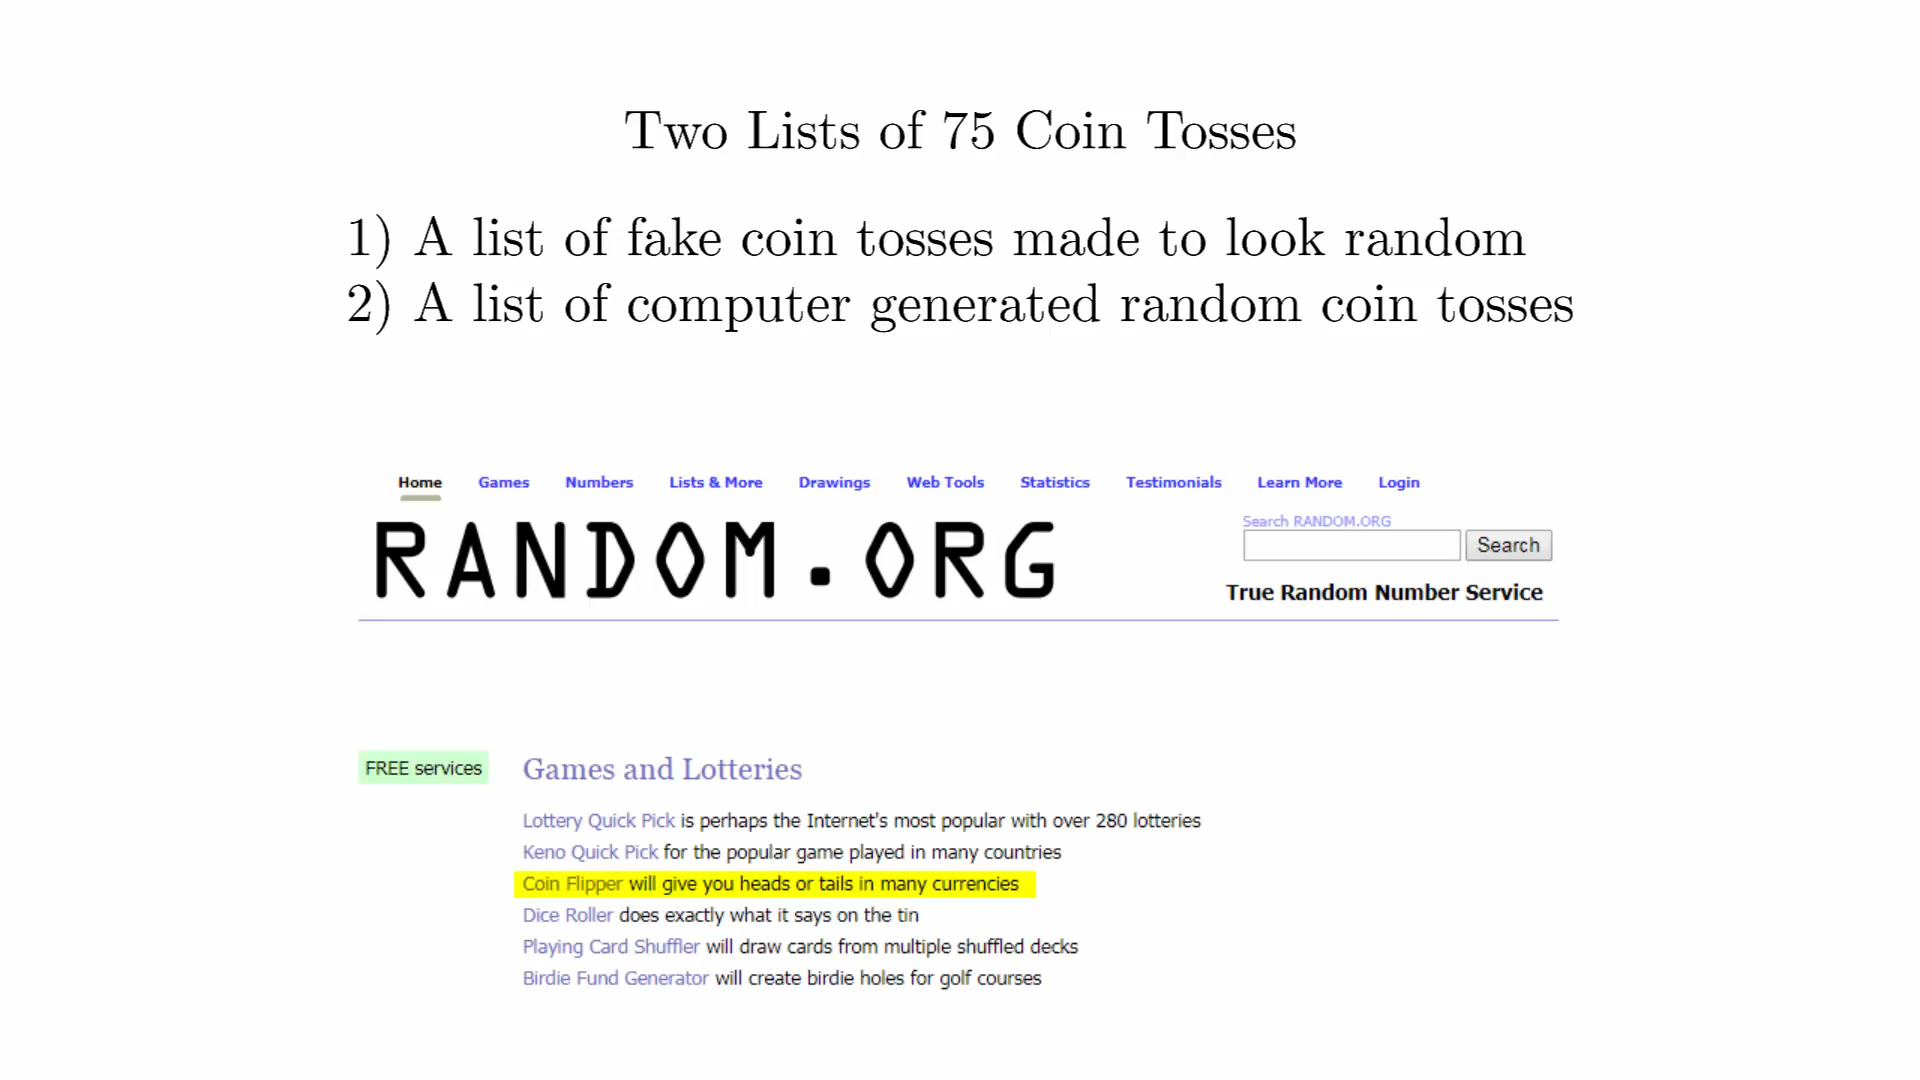 Two Lists of 75 Coin Tosses
1) A list of fake coin tosses made to look random
2) A list of computer generated random coin tosses
Home Games Numbers Lists & More Drawings Web Tools Statistics Testimonials Learn More Login
RANDOM.ORG
Search RANDOM.ORG
Search
True Random Number Service
FREE services
Games and Lotteries
Lottery Quick Pick is perhaps the Internet's most popular with over 280 lotteries
Keno Quick Pick for the popular game played in many countries
Coin Flipper will give you heads or tails in many currencies
Dice Roller does exactly what it says on the tin
Playing Card Shuffler will draw cards from multiple shuffled decks
Birdie Fund Generator will create birdie holes for golf courses